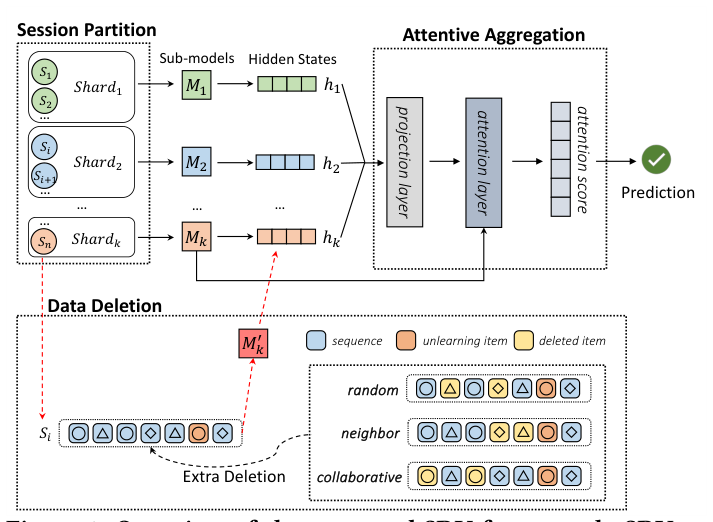 Session Partition
Attentive Aggregation
Sub-models
Hidden States
S1
S2
...
Shard1
M1
h1
Si
Si+1
...
Shard2
M2
h2
...
...
...
...
Sn
Shardk
Mk
hk
projection layer
attention layer
attention score
Prediction
Data Deletion
M′k
sequence
unlearning item
deleted item
random
neighbor
collaborative
Si
Extra Deletion